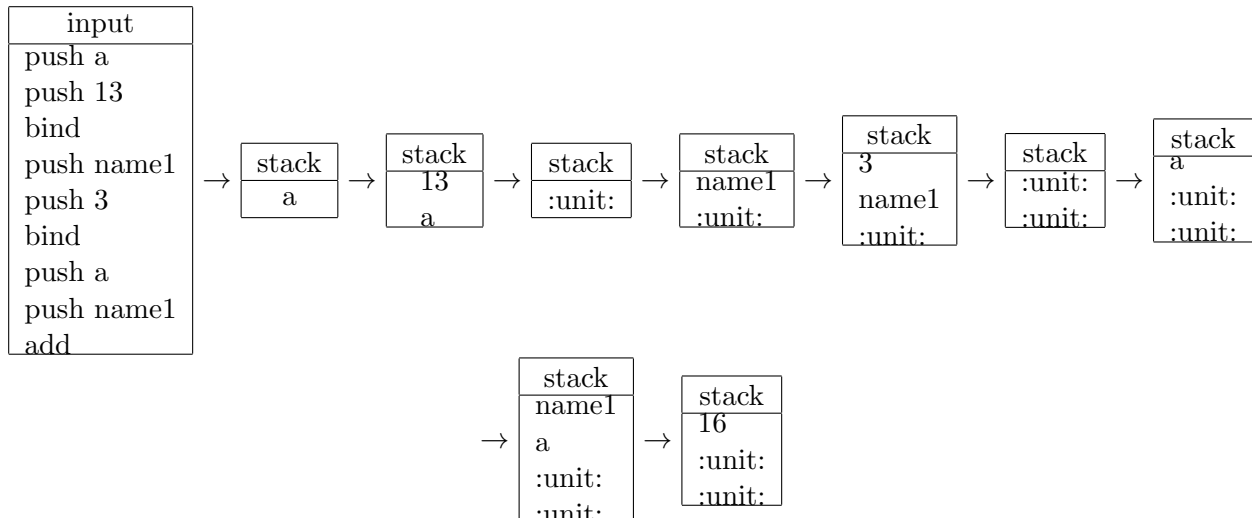 input
push a
push 13
bind
push name1
push 3
bind
push a
push name1
add
→
stack
a
→
stack
13
a
→
stack
:unit:
→
stack
name1
:unit:
→
stack
3
name1
:unit:
→
stack
:unit:
:unit:
→
stack
a
:unit:
:unit:
→
stack
name1
a
:unit:
:unit:
→
stack
16
:unit:
:unit: